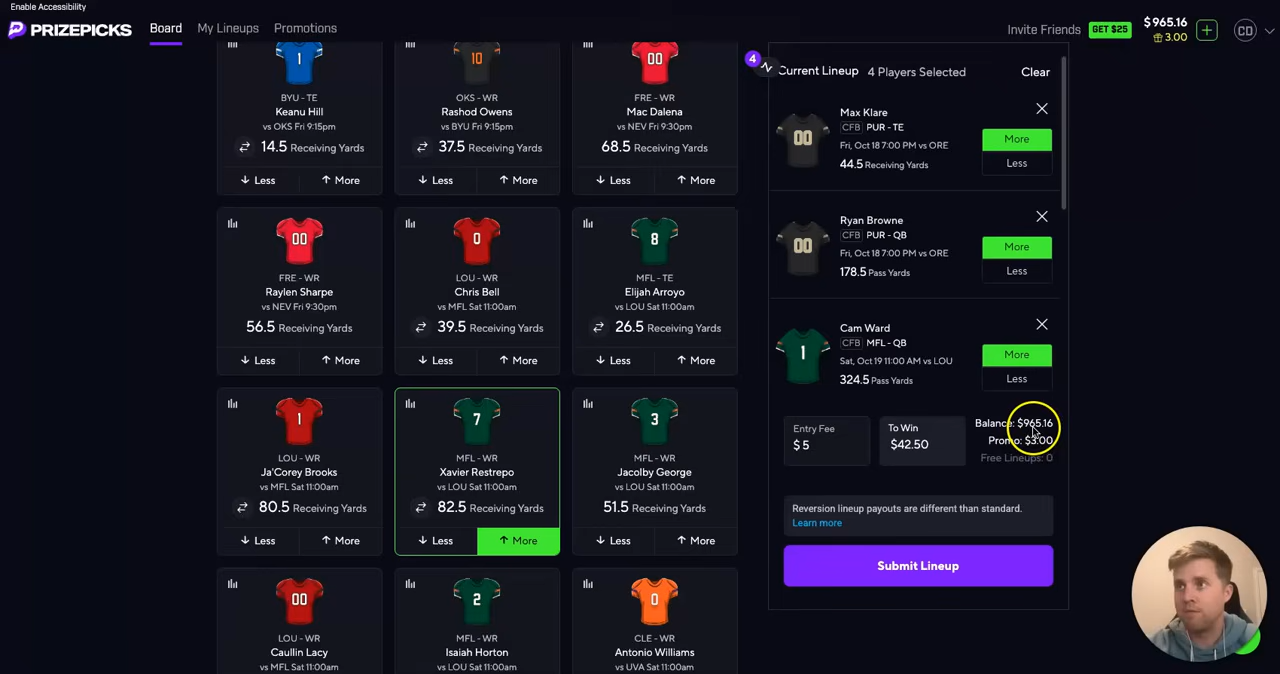 Enable Accessibility
PRIZEPICKS
Board
My Lineups
Promotions
Invite Friends
GET $25
$965.16
3.00
CD
1
BYU - TE
Keanu Hill
vs OKS Fri 9:15pm
14.5 Receiving Yards
Less
More
10
OKS - WR
Rashod Owens
vs BYU Fri 9:15pm
37.5 Receiving Yards
Less
More
00
FRE - WR
Mac Dalena
vs NEV Fri 9:30pm
68.5 Receiving Yards
Less
More
00
FRE - WR
Raylen Sharpe
vs NEV Fri 9:30pm
56.5 Receiving Yards
Less
More
0
LOU - WR
Chris Bell
vs MFL Sat 11:00am
39.5 Receiving Yards
Less
More
8
MFL - TE
Elijah Arroyo
vs LOU Sat 11:00am
26.5 Receiving Yards
Less
More
1
LOU - WR
Ja'Corey Brooks
vs MFL Sat 11:00am
80.5 Receiving Yards
Less
More
7
MFL - WR
Xavier Restrepo
vs LOU Sat 11:00am
82.5 Receiving Yards
Less
More
3
MFL - WR
Jacolby George
vs LOU Sat 11:00am
51.5 Receiving Yards
Less
More
00
LOU - WR
Caullin Lacy
vs MFL Sat 11:00am
2
MFL - WR
Isaiah Horton
vs LOU Sat 11:00am
0
CLE - WR
Antonio Williams
vs UVA Sat 11:00am
4
Current Lineup
4 Players Selected
Clear
00
Max Klare
CFB PUR - TE
Fri, Oct 18 7:00 PM vs ORE
44.5 Receiving Yards
More
Less
00
Ryan Browne
CFB PUR - QB
Fri, Oct 18 7:00 PM vs ORE
178.5 Pass Yards
More
Less
1
Cam Ward
CFB MFL - QB
Sat, Oct 19 11:00 AM vs LOU
324.5 Pass Yards
More
Less
Entry Fee
$ 5
To Win
$42.50
Balance: $965.16
Promo: $3.00
Free Lineups: 0
Reversion lineup payouts are different than standard.
Learn more
Submit Lineup